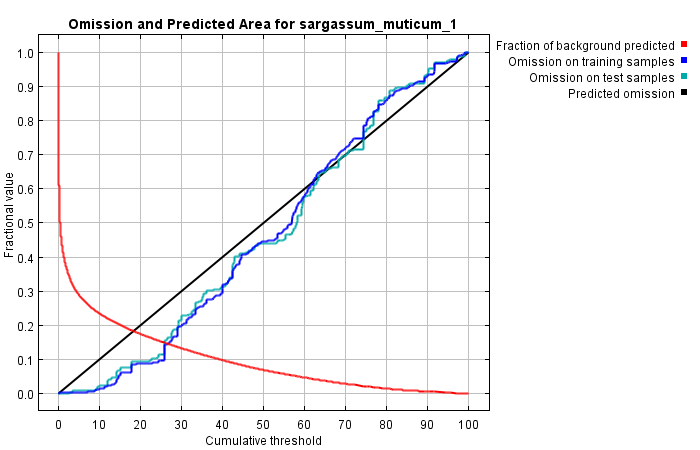 Omission and Predicted Area for sargassum_muticum_1
Fraction of background predicted
Omission on training samples
Omission on test samples
Predicted omission
Fractional value
1.0
0.9
0.8
0.7
0.6
0.5
0.4
0.3
0.2
0.1
0.0
0 10 20 30 40 50 60 70 80 90 100
Cumulative threshold